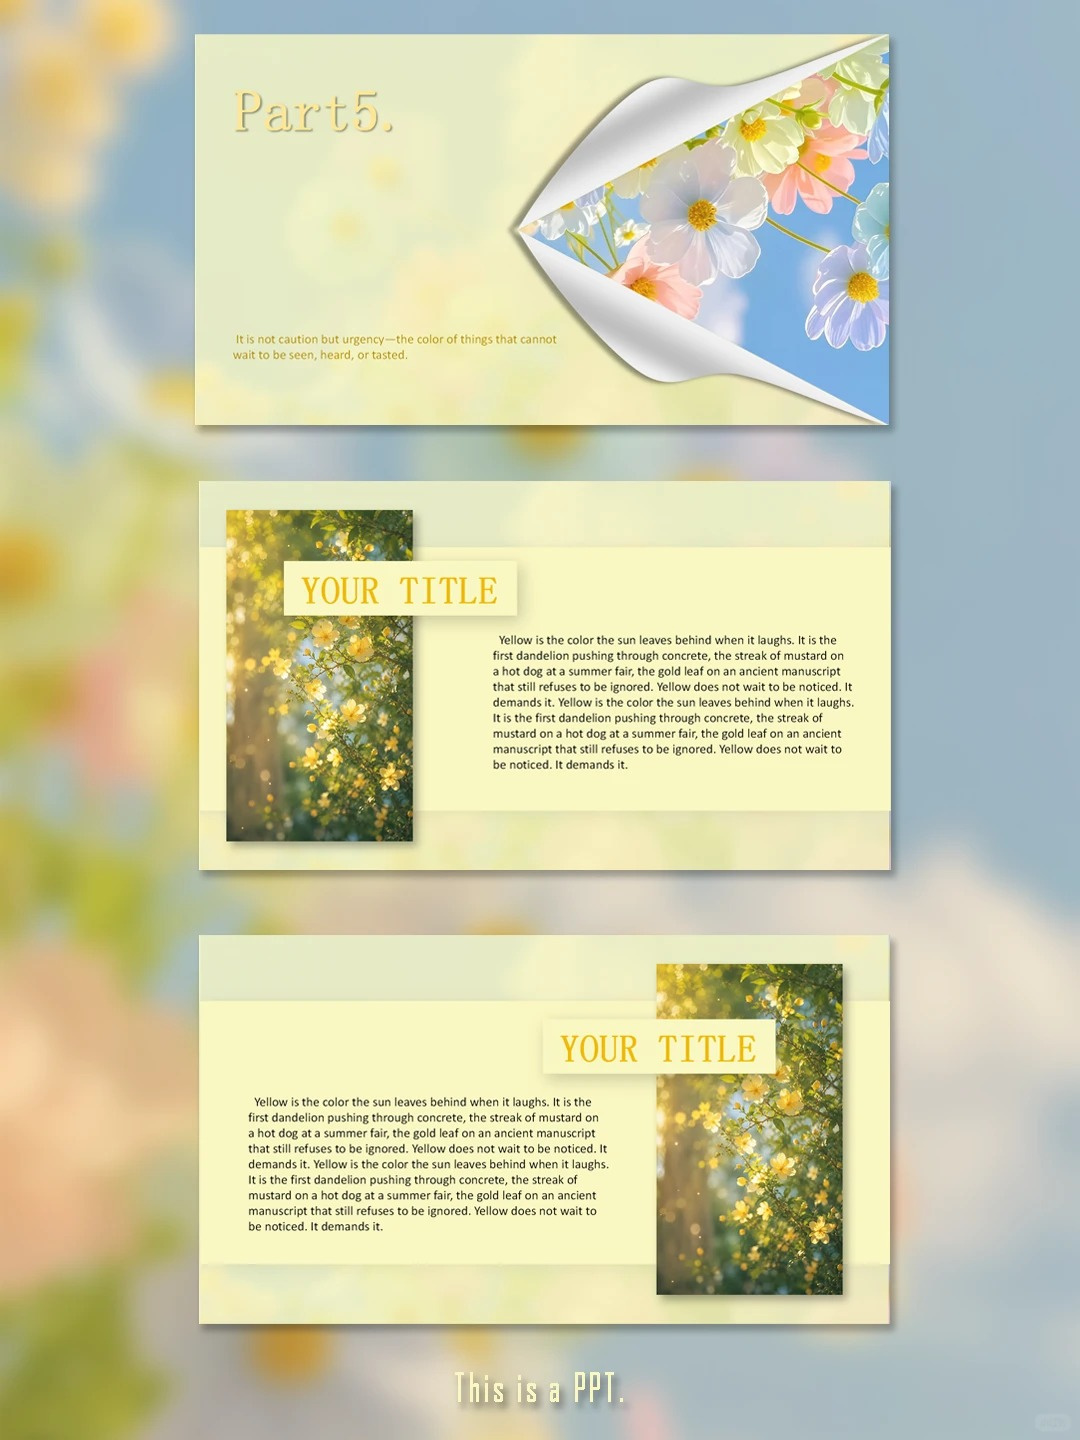 Part5.
It is not caution but urgency—the color of things that cannot
wait to be seen, heard, or tasted.
YOUR TITLE
Yellow is the color the sun leaves behind when it laughs. It is the
first dandelion pushing through concrete, the streak of mustard on
a hot dog at a summer fair, the gold leaf on an ancient manuscript
that still refuses to be ignored. Yellow does not wait to be noticed. It
demands it. Yellow is the color the sun leaves behind when it laughs.
It is the first dandelion pushing through concrete, the streak of
mustard on a hot dog at a summer fair, the gold leaf on an ancient
manuscript that still refuses to be ignored. Yellow does not wait to
be noticed. It demands it.
YOUR TITLE
Yellow is the color the sun leaves behind when it laughs. It is the
first dandelion pushing through concrete, the streak of mustard on
a hot dog at a summer fair, the gold leaf on an ancient manuscript
that still refuses to be ignored. Yellow does not wait to be noticed. It
demands it. Yellow is the color the sun leaves behind when it laughs.
It is the first dandelion pushing through concrete, the streak of
mustard on a hot dog at a summer fair, the gold leaf on an ancient
manuscript that still refuses to be ignored. Yellow does not wait to
be noticed. It demands it.
This is a PPT.